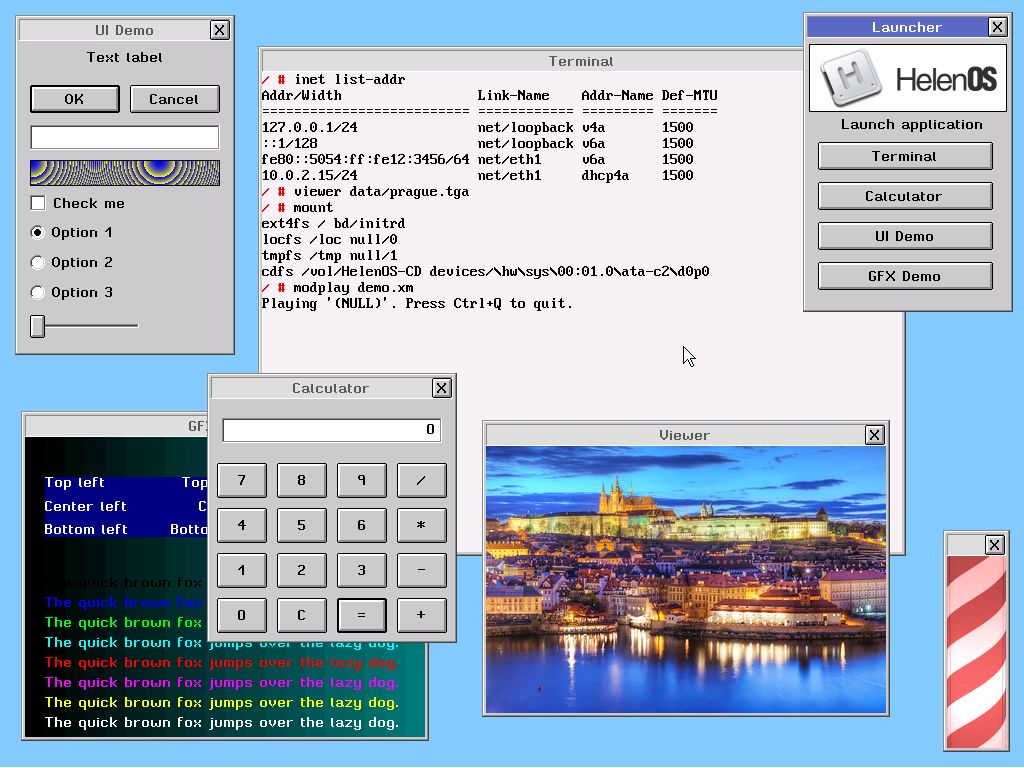 UI Demo
Text label
OK
Cancel
Check me
Option 1
Option 2
Option 3
Terminal
/ # inet list-addr
Addr/Width Link-Name Addr-Name Def-MTU
========================== ============ ========= =======
127.0.0.1/24 net/loopback v4a 1500
::1/128 net/loopback v6a 1500
fe80::5054:ff:fe12:3456/64 net/eth1 v6a 1500
10.0.2.15/24 net/eth1 dhcp4a 1500
/ # viewer data/prague.tga
/ # mount
ext4fs / bd/initrd
locfs /loc null/0
tmpfs /tmp null/1
cdfs /vol/HelenOS-CD devices/\hw\sys\00:01.0\ata-c2\d0p0
/ # modplay demo.xm
Playing '(NULL)'. Press Ctrl+Q to quit.
Launcher
H HelenOS
Launch application
Terminal
Calculator
UI Demo
GFX Demo
Calculator
0
7 8 9 /
4 5 6 *
1 2 3 -
0 C = +
GF
Top left Top
Center left C
Bottom left Botto
quick brown fox
The quick brown fox
The quick brown fox
The quick brown fox jumps over the lazy dog.
The quick brown fox jumps over the lazy dog.
The quick brown fox jumps over the lazy dog.
The quick brown fox jumps over the lazy dog.
The quick brown fox jumps over the lazy dog.
Viewer